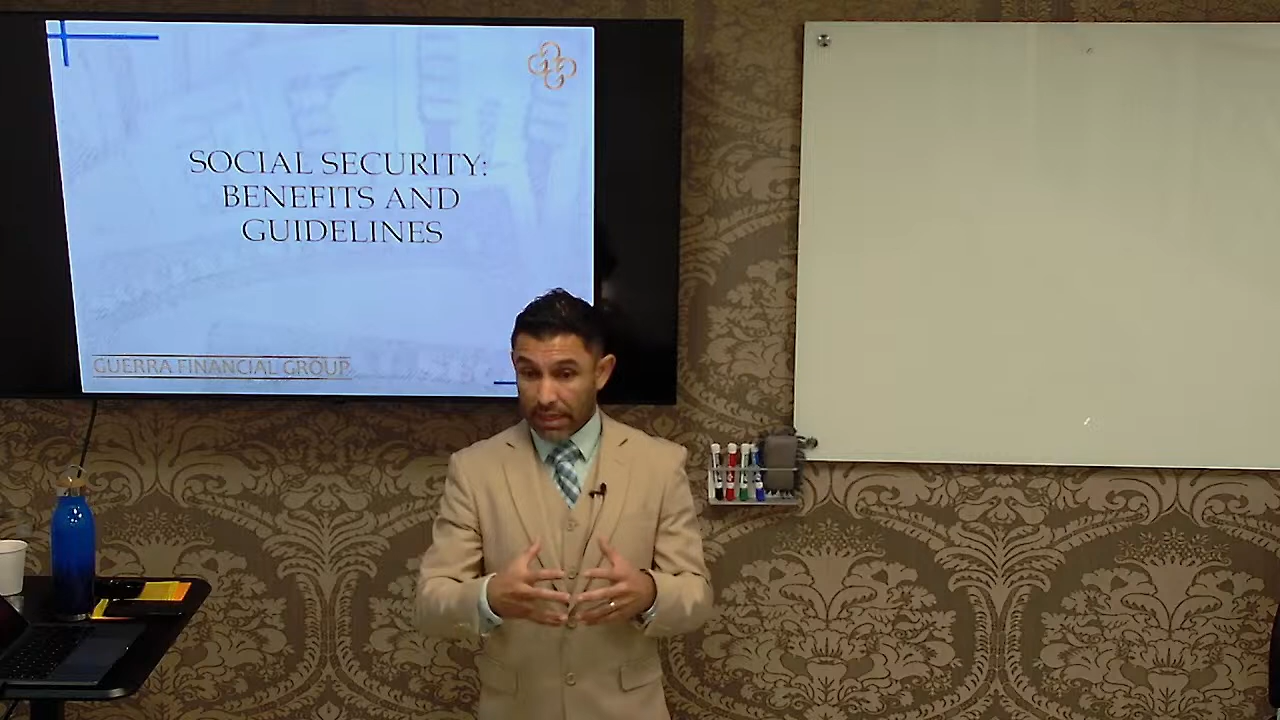 SOCIAL SECURITY:
BENEFITS AND
GUIDELINES
GUERRA FINANCIAL GROUP